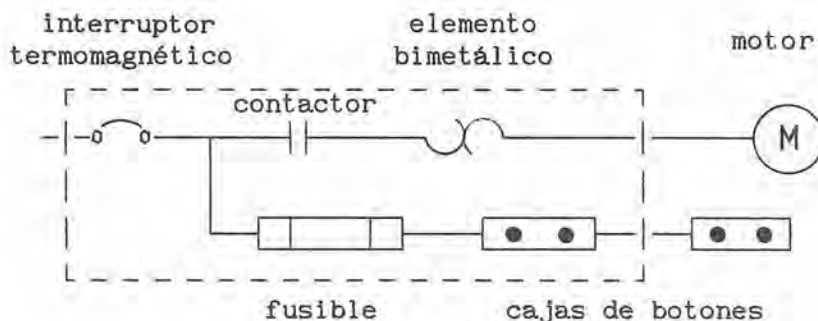 interruptor
termomagnético
elemento
bimetálico
motor
contactor
M
fusible
cajas de botones